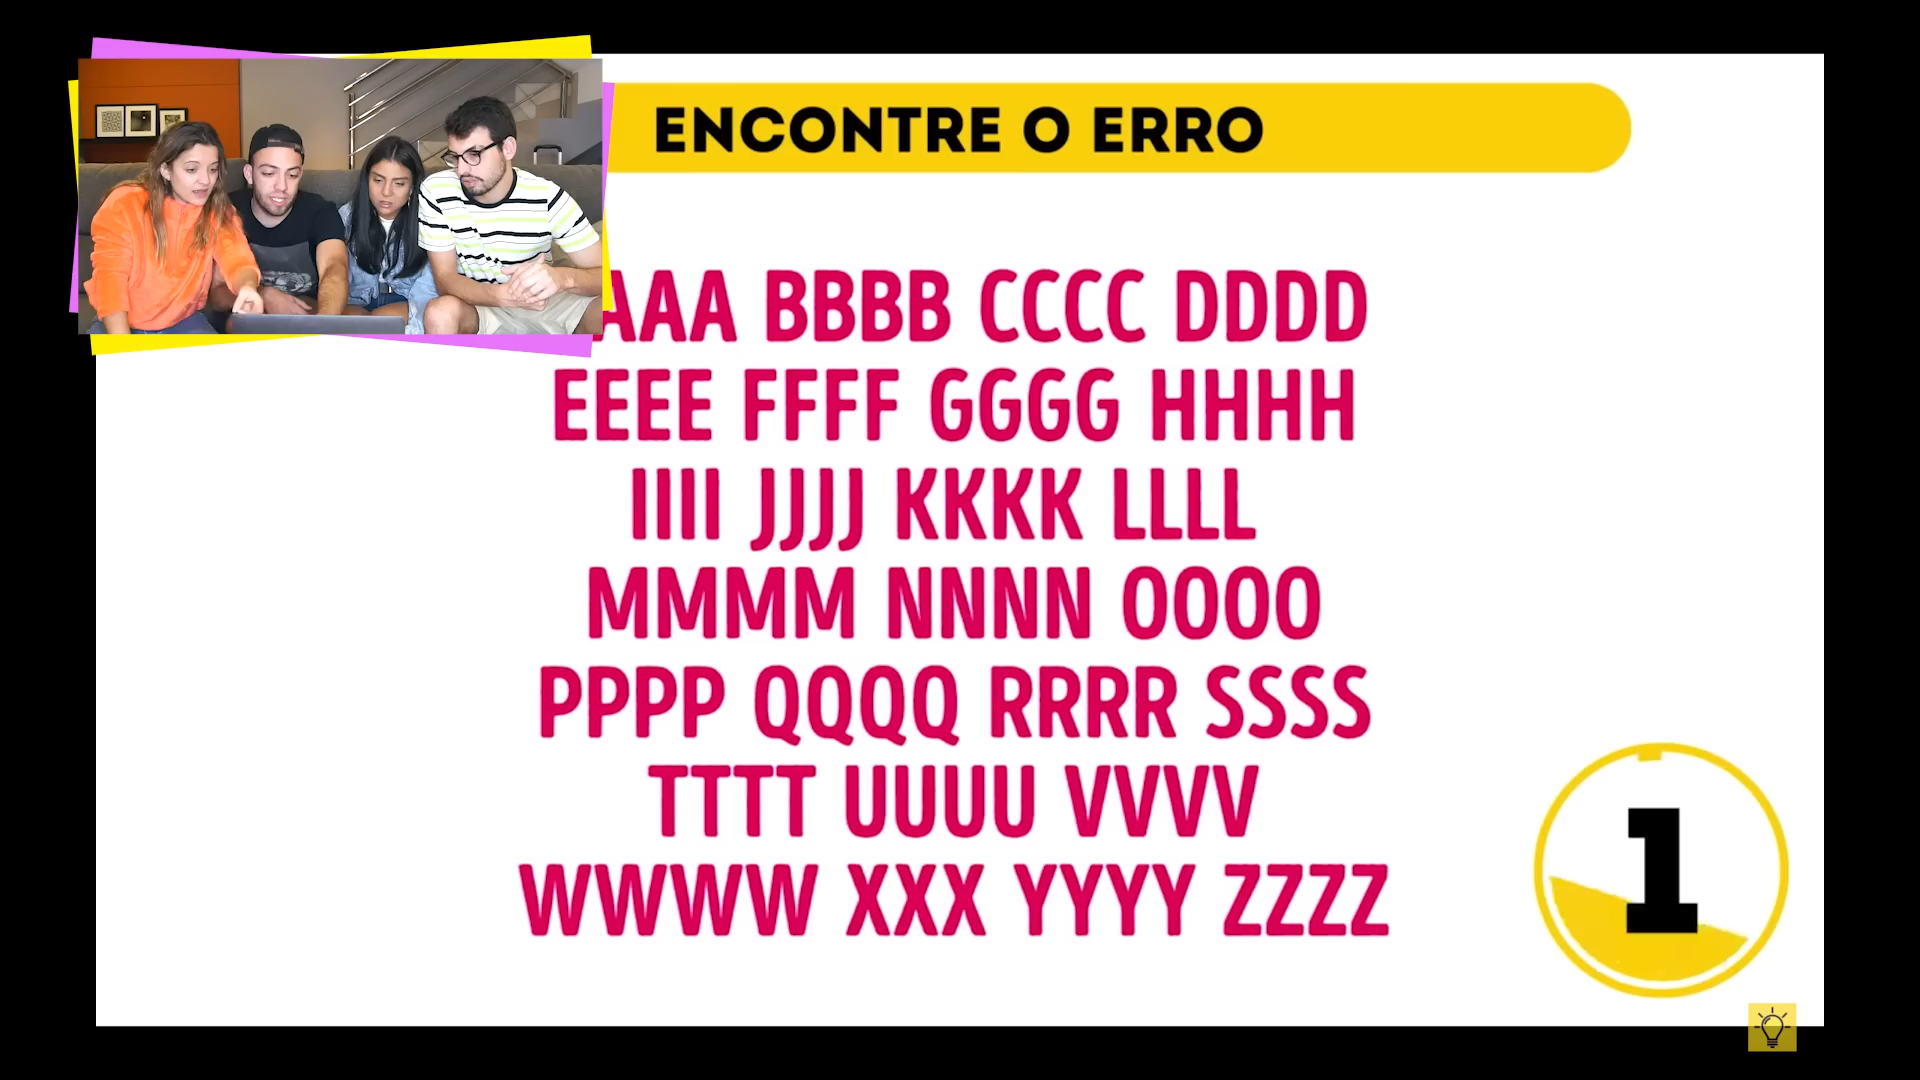 ENCONTRE O ERRO
AAA BBBB CCCC DDDD
EEEE FFFF GGGG HHHH
IIII JJJJ KKKK LLLL
MMMM NNNN OOOO
PPPP QQQQ RRRR SSSS
TTTT UUUU VVVV
WWWW XXX YYYY ZZZZ
1